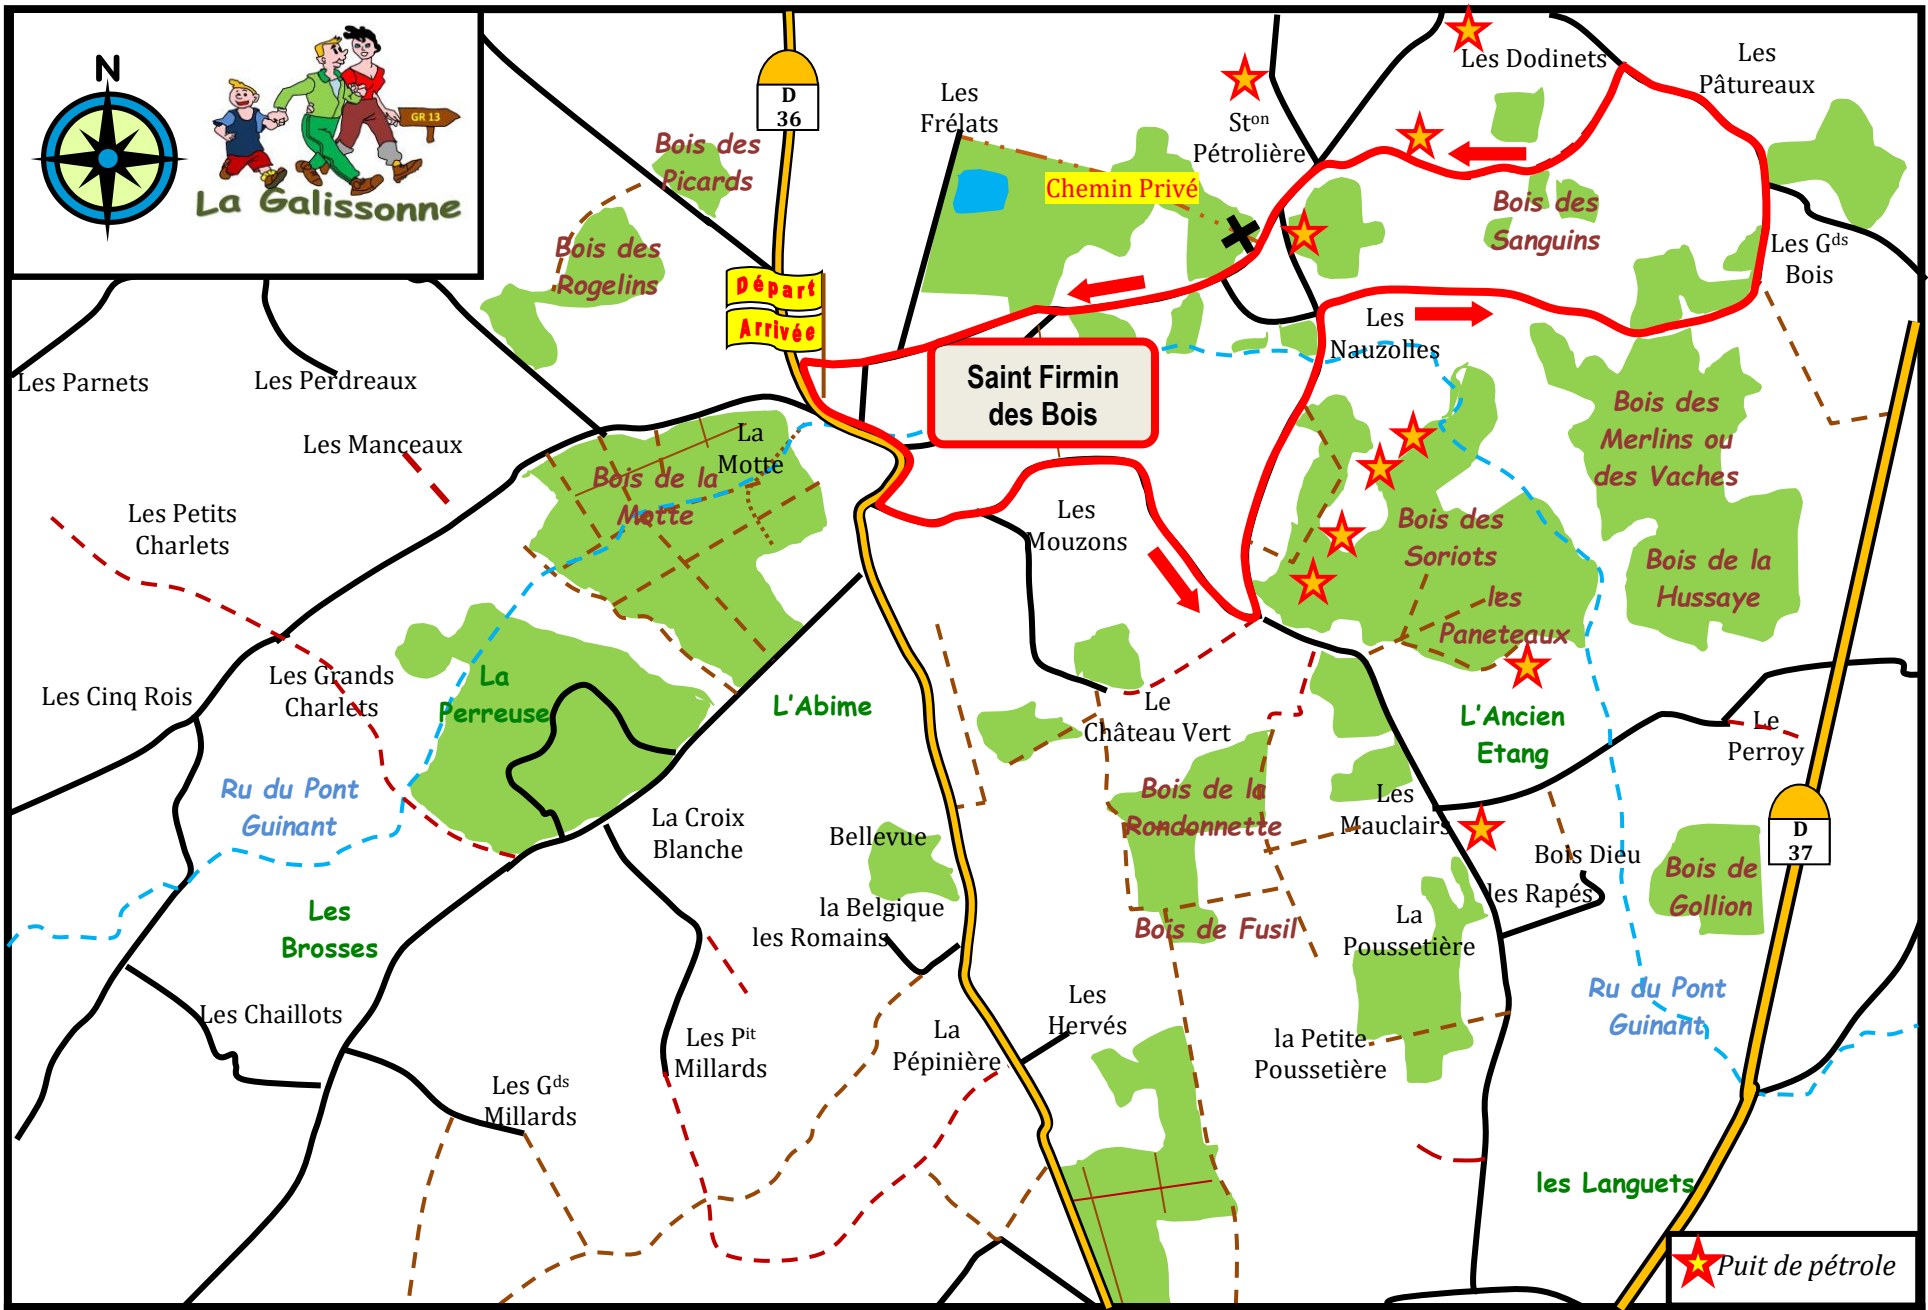 N
GR 13
La Galissonne
D
36
Les
Frélats
Bois des
Picards
Bois des
Rogelins
Départ
Arrivée
Chemin Privé
Sᵗᵒⁿ
Pétrolière
Les Dodinets
Les
Pâtureaux
Bois des
Sanguins
Les Gᵈˢ
Bois
Les Parnets
Les Perdreaux
Les Manceaux
Les Petits
Charlets
Saint Firmin
des Bois
Les
Nauzolles
La
Motte
Bois de la
Motte
Les
Mouzons
Bois des
Merlins ou
des Vaches
Bois des
Soriots
les
Paneteaux
Bois de la
Hussaye
Les Cinq Rois
Les Grands
Charlets
La
Perreuse
L'Abime
Le
Château Vert
L'Ancien
Etang
Le
Perroy
Ru du Pont
Guinant
La Croix
Blanche
Bellevue
Bois de la
Rondonnette
Les
Mauclairs
D
37
Bois Dieu
les Rapés
Bois de
Gollion
Les
Brosses
la Belgique
les Romains
Bois de Fusil
La
Poussetière
Les Chaillots
Les Pⁱᵗ
Millards
La
Pépinière
Les
Hervés
la Petite
Poussetière
Ru du Pont
Guinant
Les Gᵈˢ
Millards
les Languets
Puit de pétrole